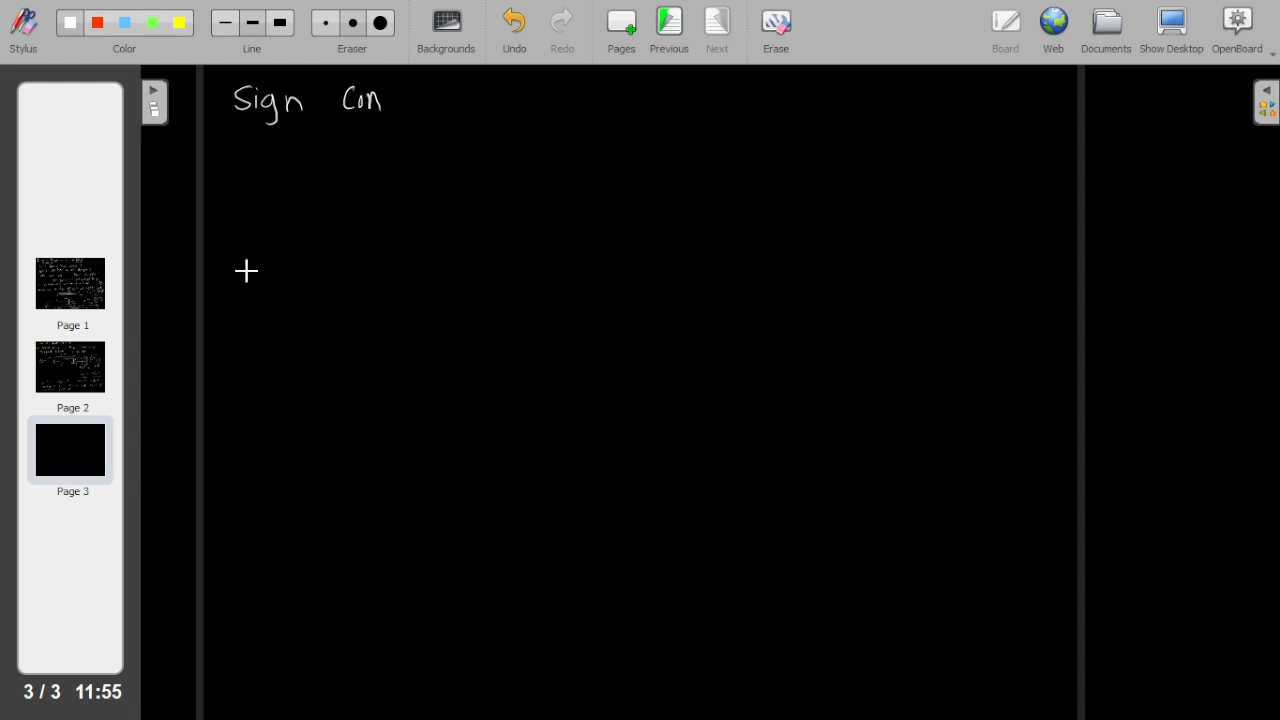 Stylus Color Line Eraser Backgrounds Undo Redo Pages Previous Next Erase Board Web Documents Show Desktop OpenBoard
Sign Con
Page 1
Page 2
Page 3
3 / 3 11:55